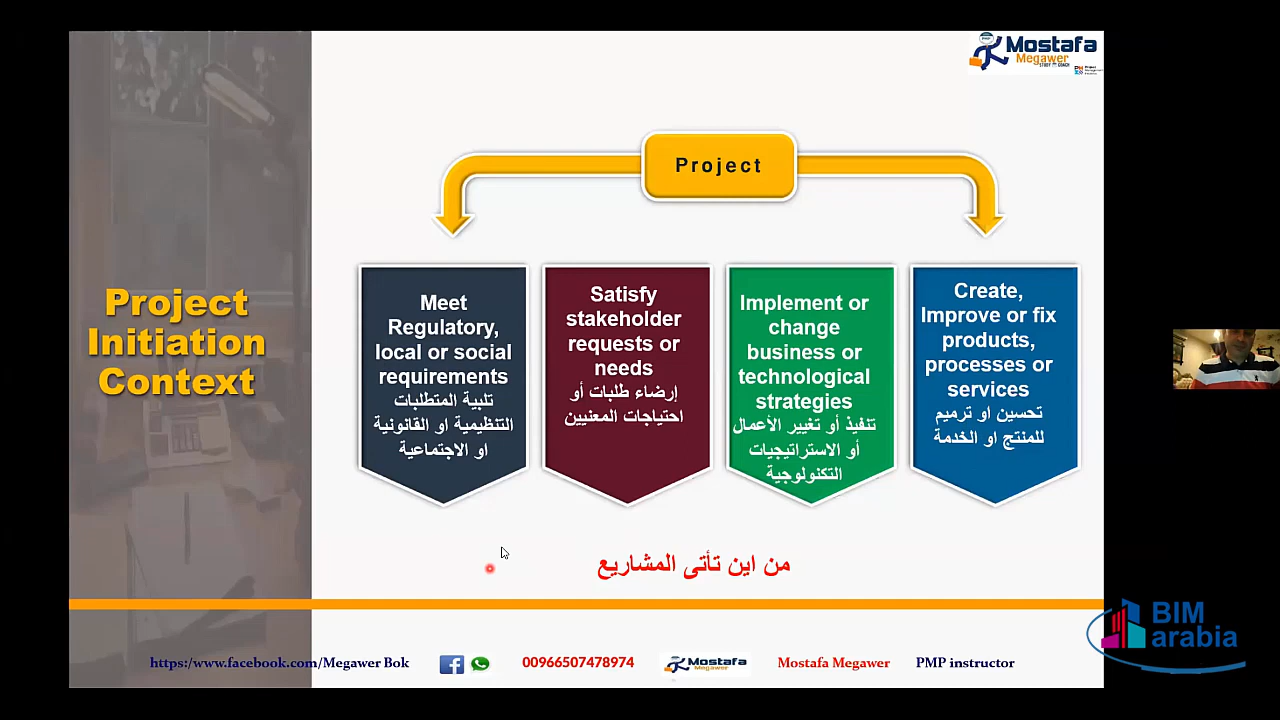 Mostafa
Megawer
Project
Project
Initiation
Context
Meet
Regulatory,
local or social
requirements
تلبية المتطلبات
التنظيمية او القانونية
او الاجتماعية
Satisfy
stakeholder
requests or
needs
إرضاء طلبات أو
احتياجات المعنيين
Implement or
change
business or
technological
strategies
تنفيذ أو تغيير الأعمال
أو الاستراتيجيات
التكنولوجية
Create,
Improve or fix
products,
processes or
services
تحسين او ترميم
للمنتج او الخدمة
من اين تأتى المشاريع
BIM
arabia
https:/www.facebook.com/Megawer Bok
00966507478974
Mostafa
Megawer
Mostafa Megawer
PMP instructor